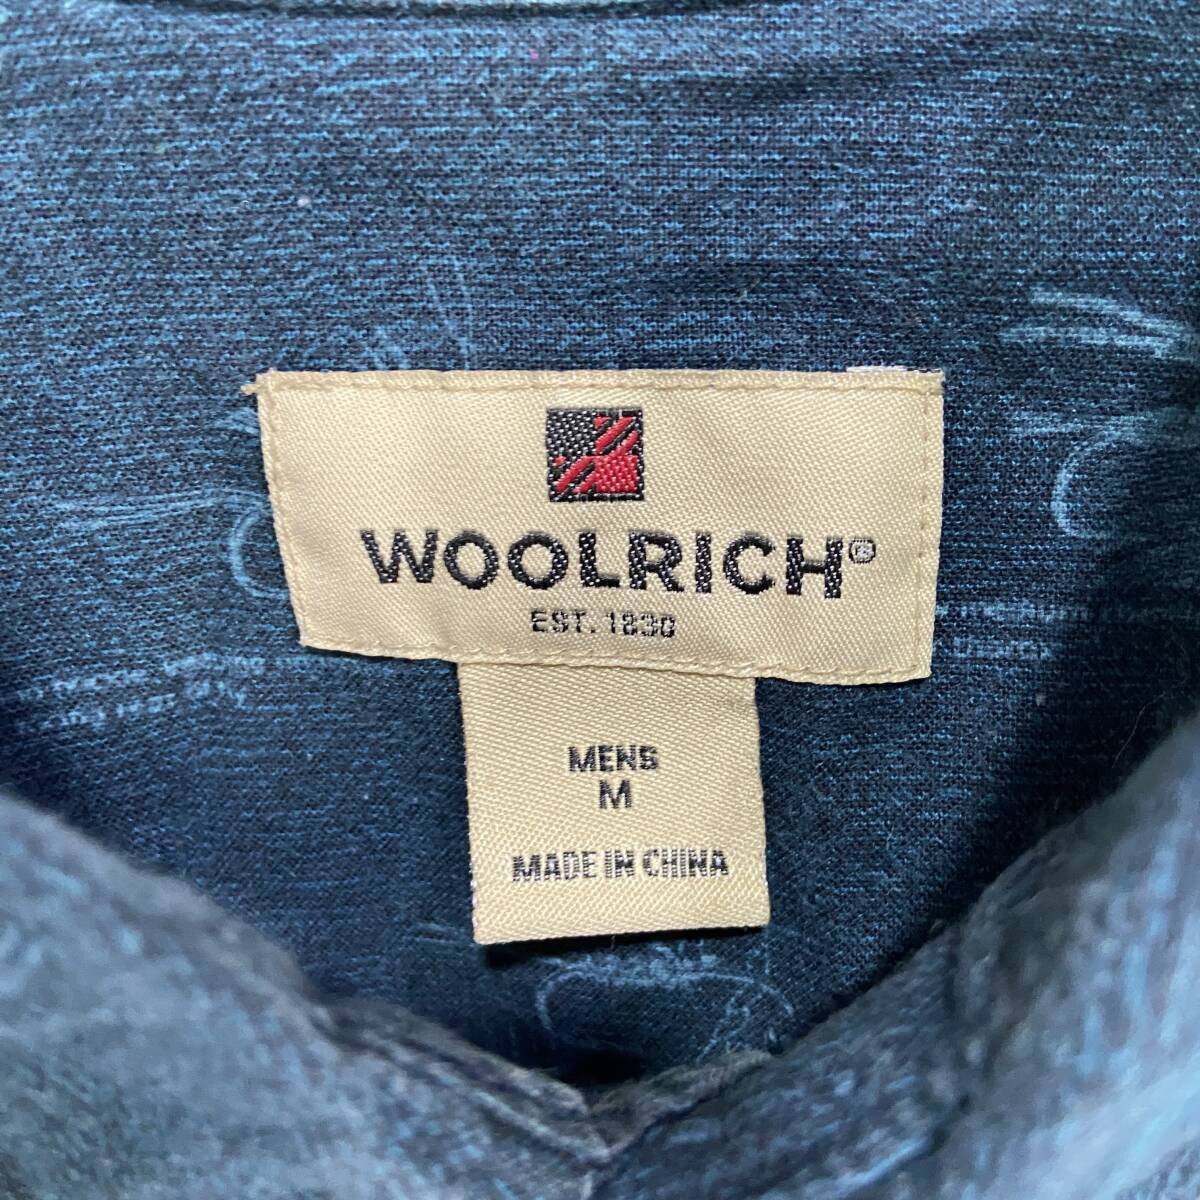 WOOLRICH®
EST. 1830
MENS
M
MADE IN CHINA